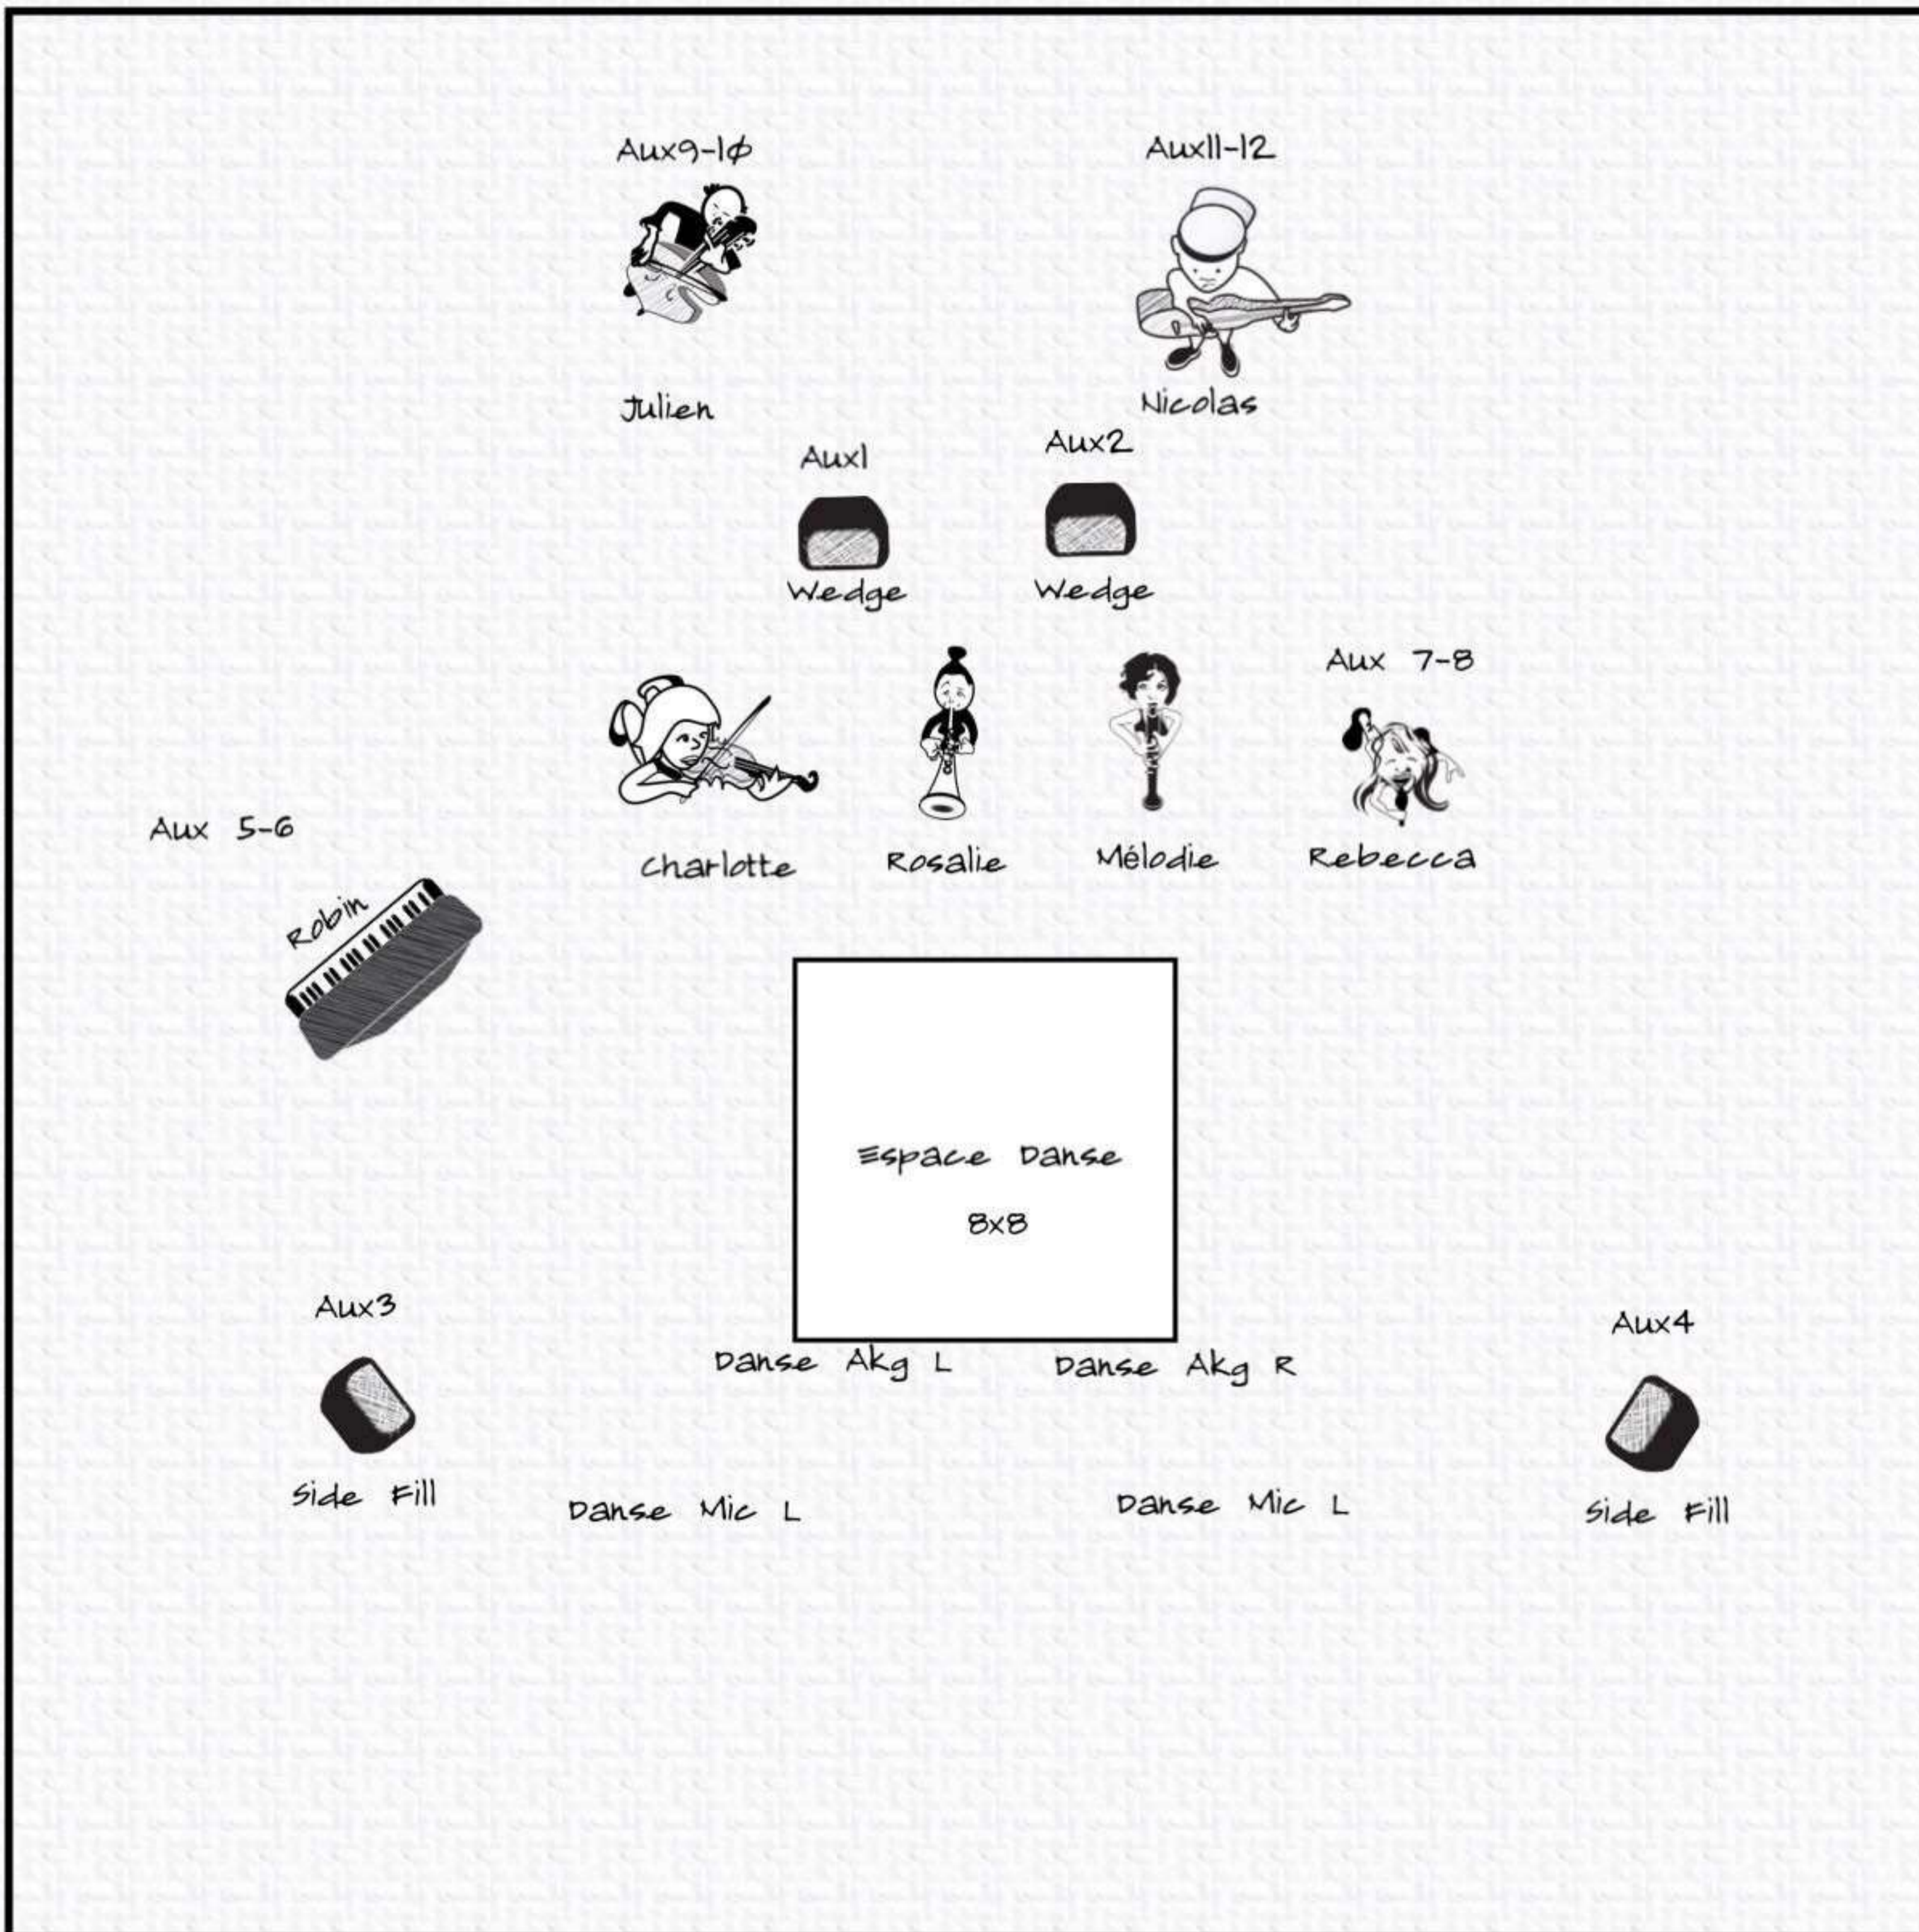 Aux9-10
Aux11-12
Julien
Nicolas
Aux1
Aux2
Wedge
Wedge
Aux 7-8
Aux 5-6
Charlotte
Rosalie
Mélodie
Rebecca
Robin
Espace Danse
8x8
Aux3
Aux4
Danse Akg L
Danse Akg R
Side Fill
Danse Mic L
Danse Mic L
Side Fill